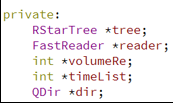 private:
RStarTree *tree;
FastReader *reader;
int *volumeRe;
int *timeList;
QDir *dir;